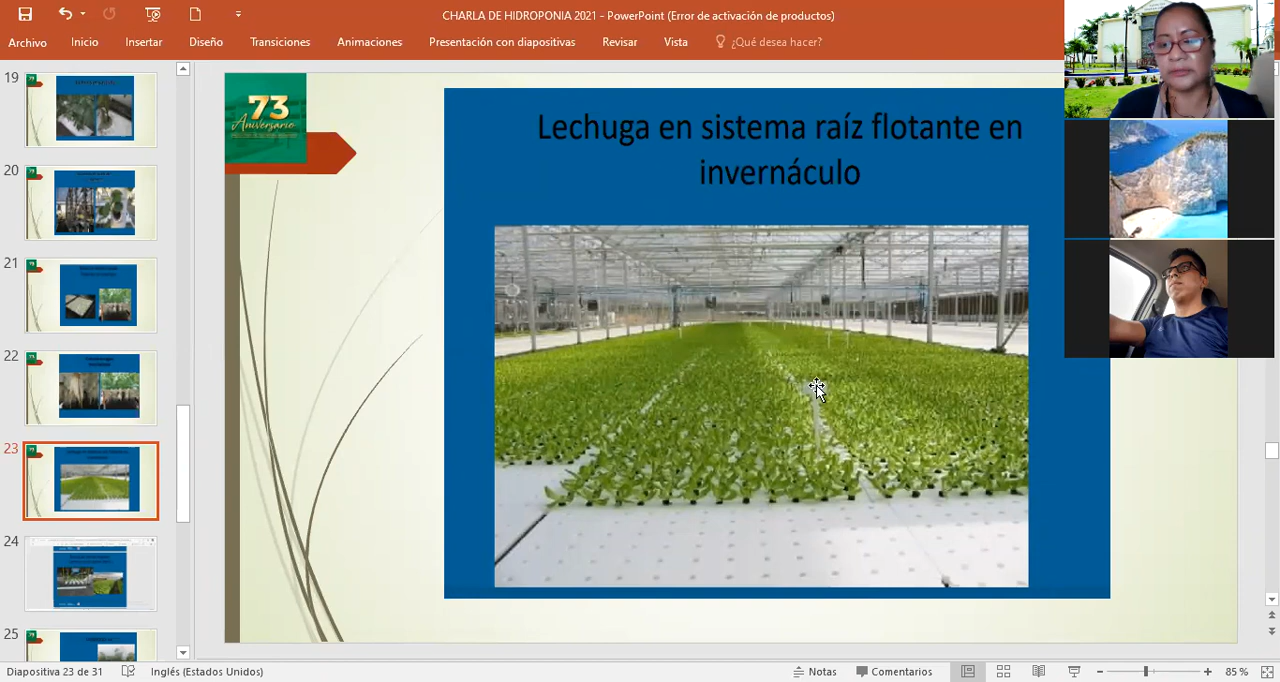 CHARLA DE HIDROPONIA 2021 - PowerPoint (Error de activación de productos)
Archivo Inicio Insertar Diseño Transiciones Animaciones Presentación con diapositivas Revisar Vista ¿Qué desea hacer?
19
20
21
22
23
24
25
73
Aniversario
Lechuga en sistema raíz flotante en
invernáculo
Diapositiva 23 de 31 Inglés (Estados Unidos) Notas Comentarios 85 %